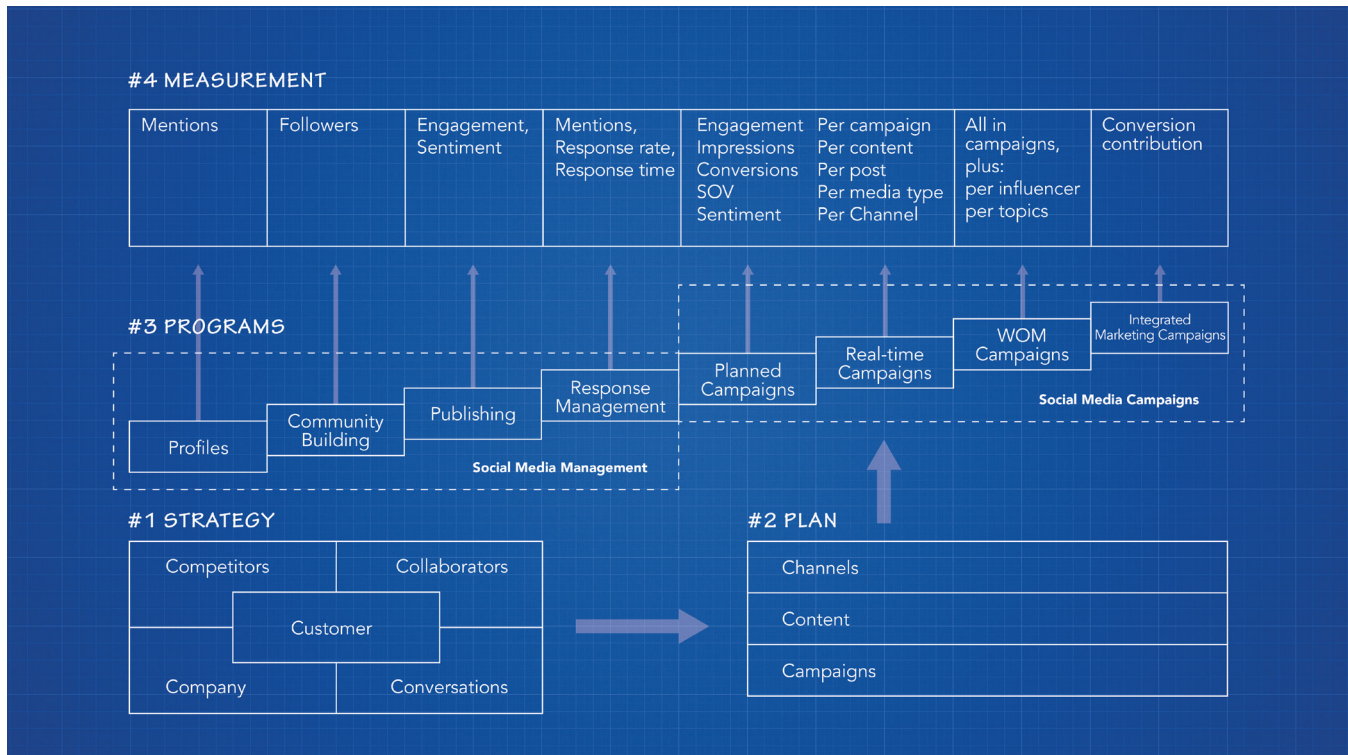 #4 MEASUREMENT
Mentions
Followers
Engagement,
Sentiment
Mentions,
Response rate,
Response time
Engagement
Impressions
Conversions
SOV
Sentiment
Per campaign
Per content
Per post
Per media type
Per Channel
All in
campaigns,
plus:
per influencer
per topics
Conversion
contribution
#3 PROGRAMS
Profiles
Community
Building
Publishing
Response
Management
Social Media Management
Planned
Campaigns
Real-time
Campaigns
WOM
Campaigns
Integrated
Marketing Campaigns
Social Media Campaigns
#1 STRATEGY
Competitors
Collaborators
Customer
Company
Conversations
#2 PLAN
Channels
Content
Campaigns